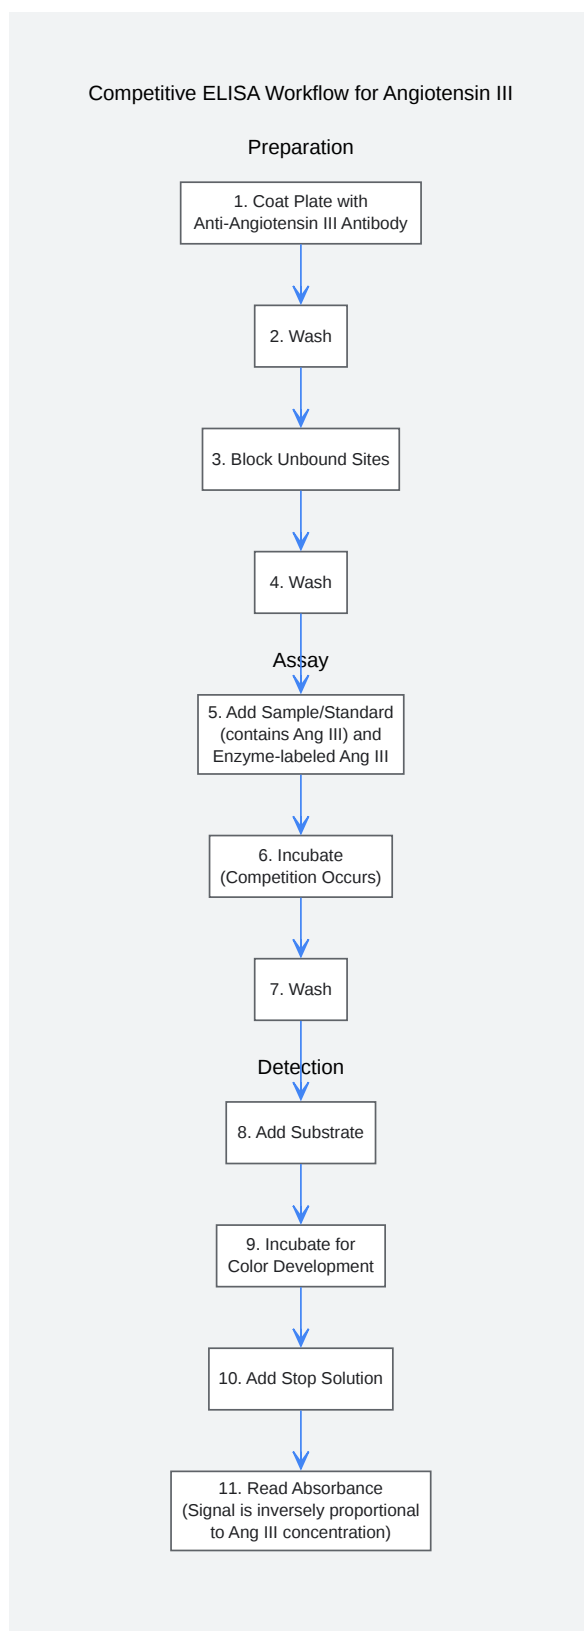 Competitive ELISA Workflow for Angiotensin III
Preparation
1. Coat Plate with
Anti-Angiotensin III Antibody
2. Wash
3. Block Unbound Sites
4. Wash
Assay
5. Add Sample/Standard
(contains Ang III) and
Enzyme-labeled Ang III
6. Incubate
(Competition Occurs)
7. Wash
Detection
8. Add Substrate
9. Incubate for
Color Development
10. Add Stop Solution
11. Read Absorbance
(Signal is inversely proportional
to Ang III concentration)